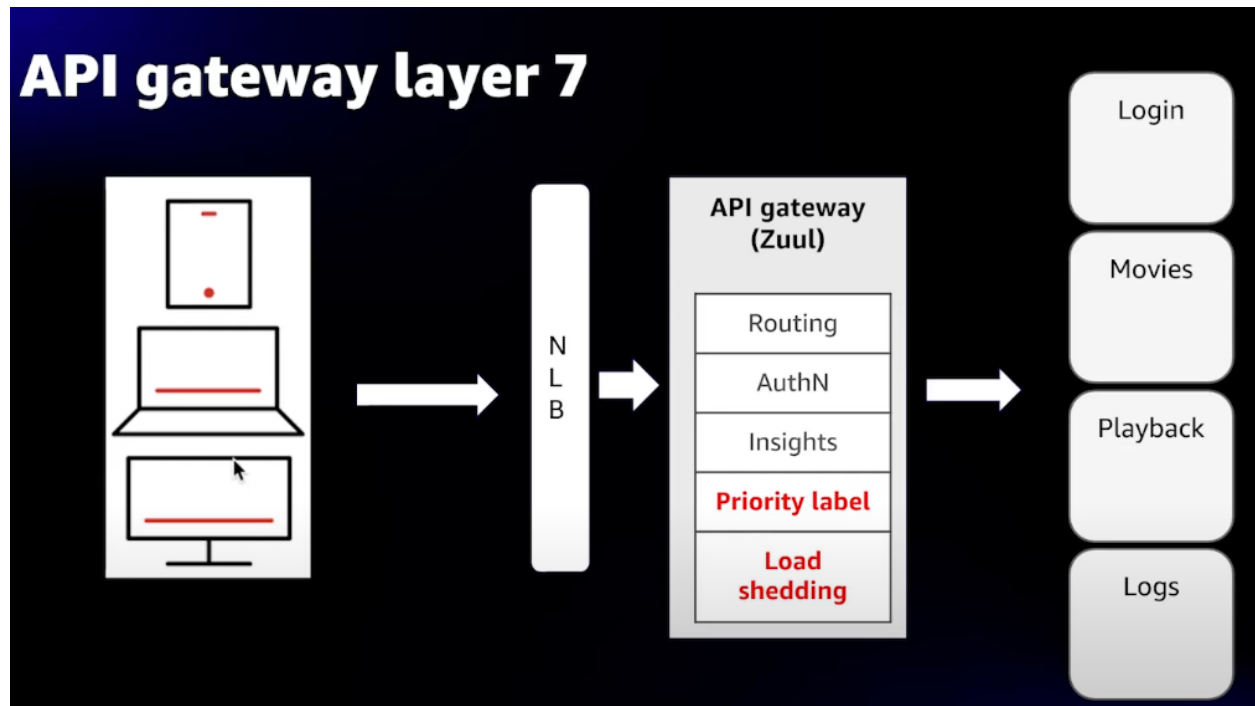 API gateway layer 7
N
L
B
API gateway
(Zuul)
Routing
AuthN
Insights
Priority label
Load
shedding
Login
Movies
Playback
Logs